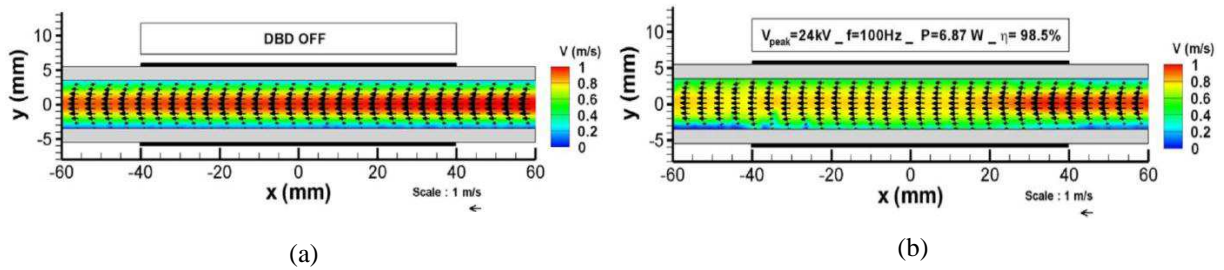 DBD OFF
V (m/s)
1
0.8
0.6
0.4
0.2
0
y (mm)
10
5
0
-5
-60 -40 -20 0 20 40 60
x (mm)
Scale : 1 m/s
(a)
Vpeak=24kV _ f=100Hz _ P=6.87 W _ η= 98.5%
V (m/s)
1
0.8
0.6
0.4
0.2
0
y (mm)
10
5
0
-5
-60 -40 -20 0 20 40 60
x (mm)
Scale : 1 m/s
(b)